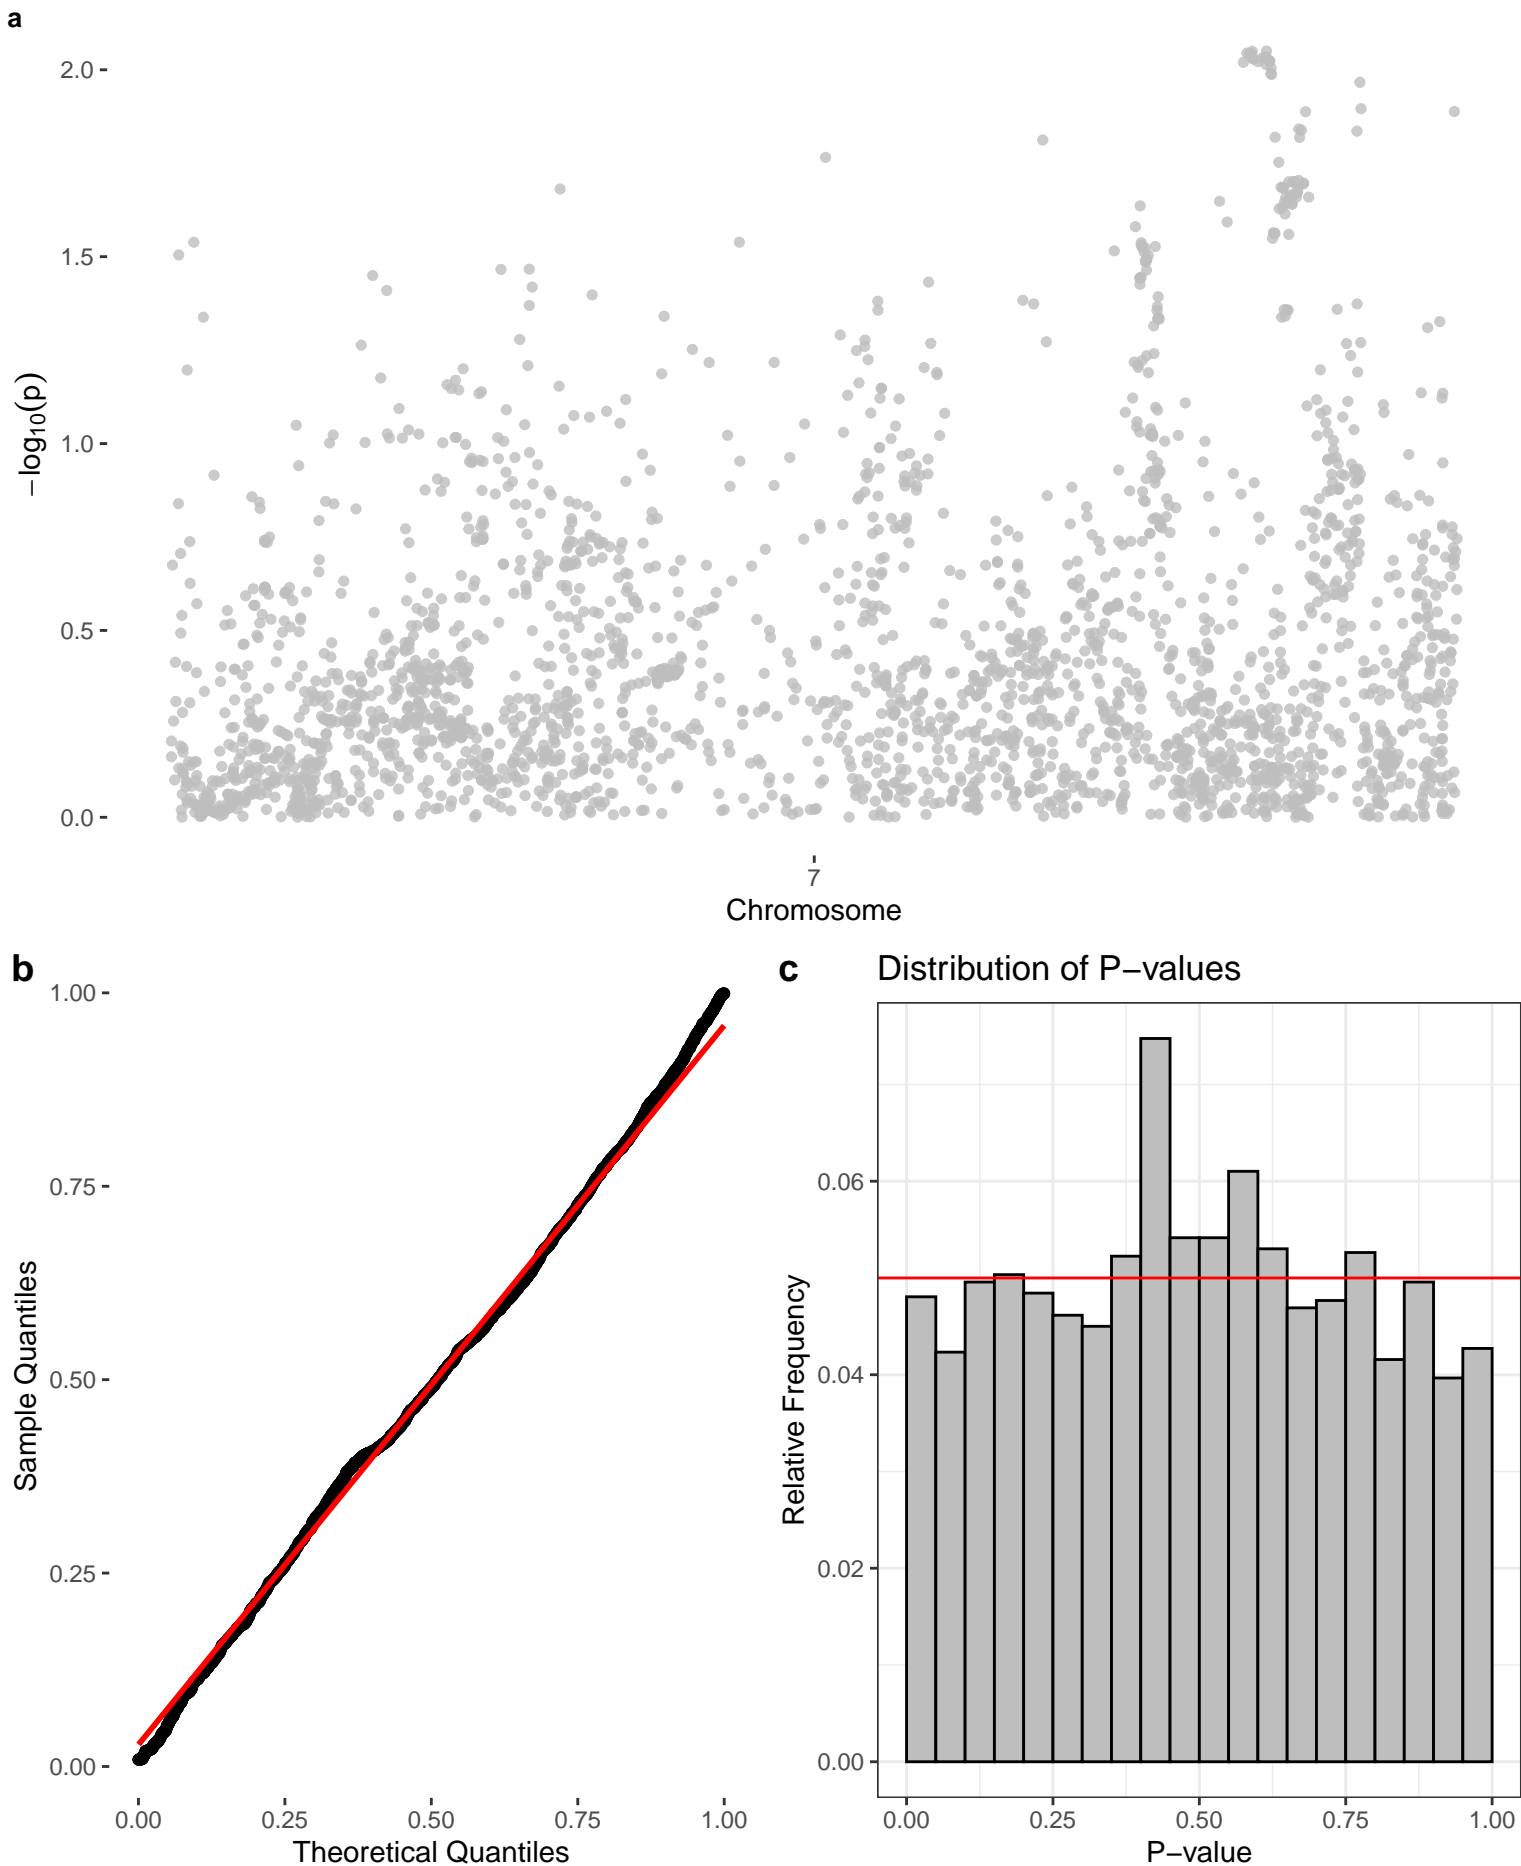 a
2.0
1.5
1.0
0.5
0.0
−log10(p)
7
Chromosome
b
1.00
0.75
0.50
0.25
0.00
Sample Quantiles
0.00 0.25 0.50 0.75 1.00
Theoretical Quantiles
c
Distribution of P−values
0.06
0.04
0.02
0.00
Relative Frequency
0.00 0.25 0.50 0.75 1.00
P−value